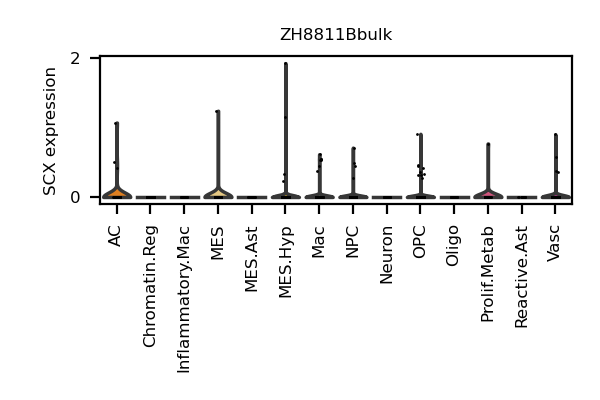 ZH8811Bbulk
SCX expression
2
0
AC
Chromatin.Reg
Inflammatory.Mac
MES
MES.Ast
MES.Hyp
Mac
NPC
Neuron
OPC
Oligo
Prolif.Metab
Reactive.Ast
Vasc